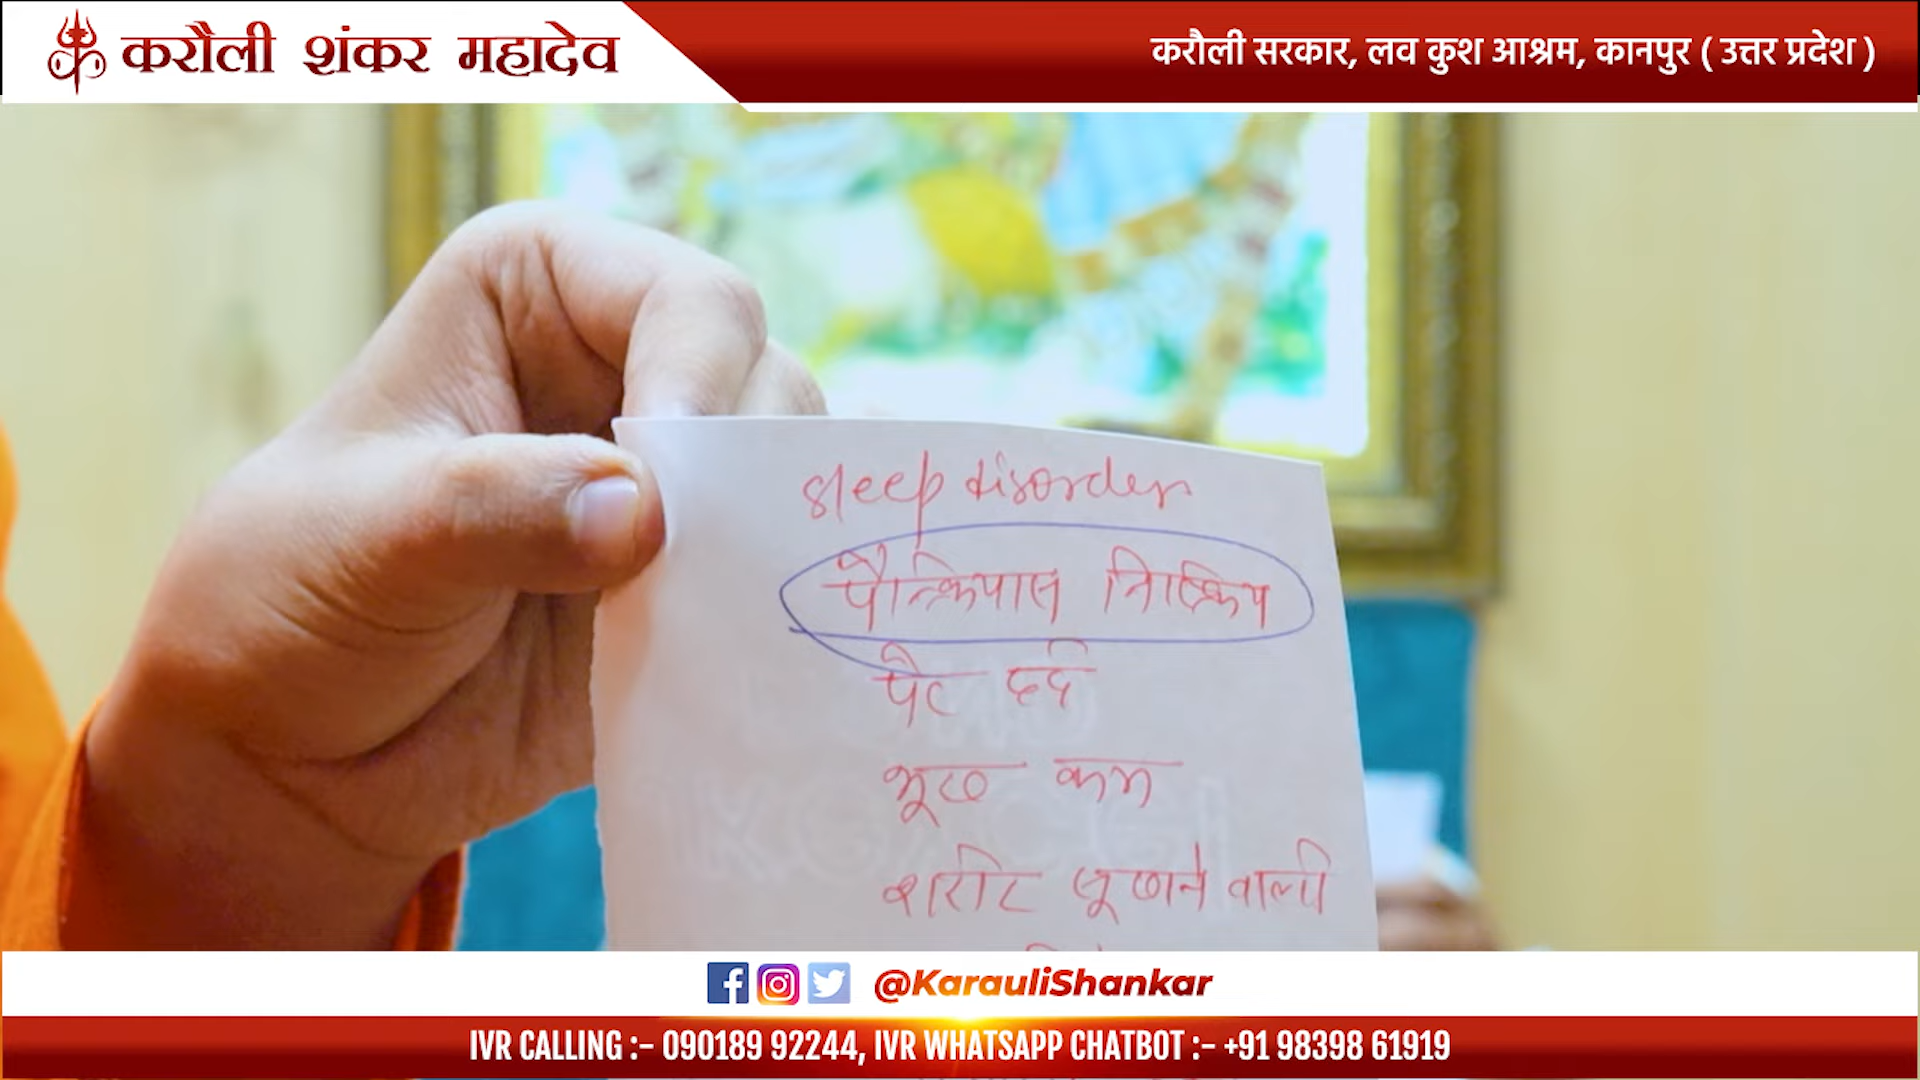 करौली शंकर महादेव
करौली सरकार, लव कुश आश्रम, कानपुर ( उत्तर प्रदेश )
sleep disorder
पैन्क्रियास निष्क्रिय
पेट दर्द
भूख कम
शरीर सूखने वाली
@KarauliShankar
IVR CALLING :- 090189 92244, IVR WHATSAPP CHATBOT :- +91 98398 61919